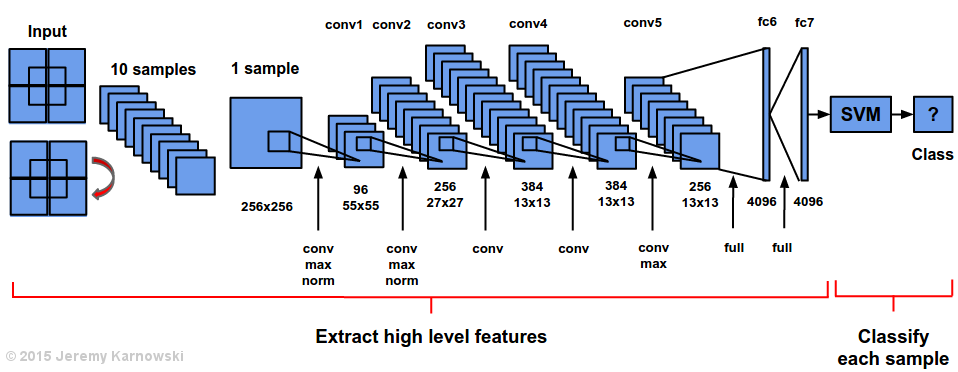 Input
10 samples
1 sample
conv1
conv2
conv3
conv4
conv5
fc6
fc7
256x256
96
55x55
256
27x27
384
13x13
384
13x13
256
13x13
4096
4096
SVM
?
Class
conv
max
norm
conv
max
norm
conv
conv
conv
max
full
full
Extract high level features
Classify
each sample
© 2015 Jeremy Karnowski